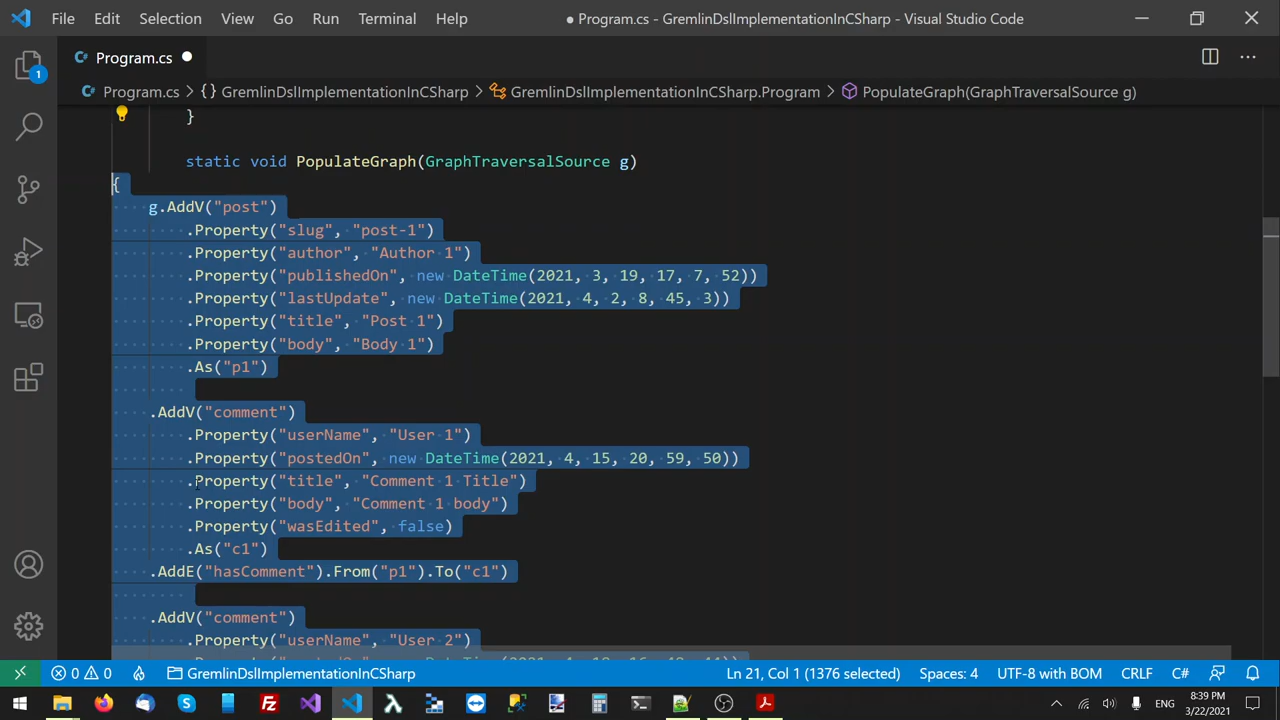 File Edit Selection View Go Run Terminal Help ● Program.cs - GremlinDslImplementationInCSharp - Visual Studio Code
Program.cs
Program.cs > {} GremlinDslImplementationInCSharp > GremlinDslImplementationInCSharp.Program > PopulateGraph(GraphTraversalSource g)
1
}
static void PopulateGraph(GraphTraversalSource g)
{
g.AddV("post")
.Property("slug", "post-1")
.Property("author", "Author 1")
.Property("publishedOn", new DateTime(2021, 3, 19, 17, 7, 52))
.Property("lastUpdate", new DateTime(2021, 4, 2, 8, 45, 3))
.Property("title", "Post 1")
.Property("body", "Body 1")
.As("p1")
.AddV("comment")
.Property("userName", "User 1")
.Property("postedOn", new DateTime(2021, 4, 15, 20, 59, 50))
.Property("title", "Comment 1 Title")
.Property("body", "Comment 1 body")
.Property("wasEdited", false)
.As("c1")
.AddE("hasComment").From("p1").To("c1")
.AddV("comment")
.Property("userName", "User 2")
0 0 GremlinDslImplementationInCSharp Ln 21, Col 1 (1376 selected) Spaces: 4 UTF-8 with BOM CRLF C#
ENG 8:39 PM
3/22/2021